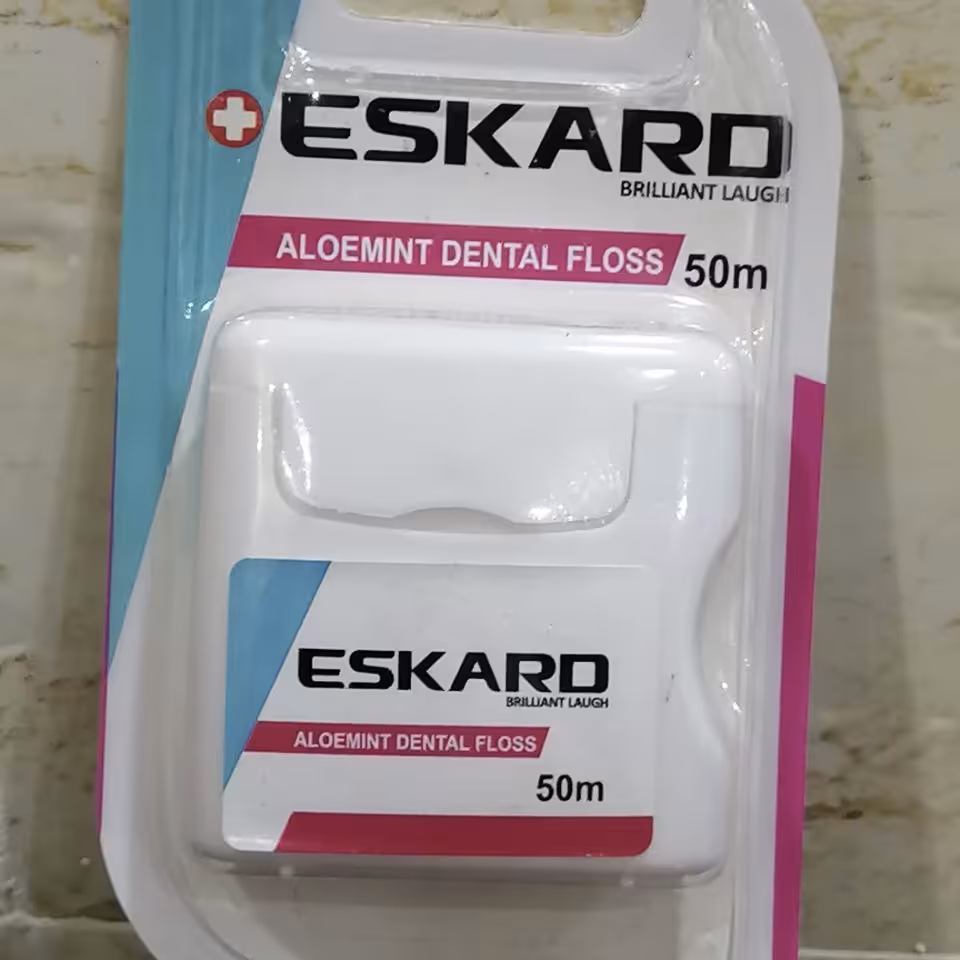 ESKARD
BRILLIANT LAUGH
ALOEMINT DENTAL FLOSS 50m
ESKARD
BRILLIANT LAUGH
ALOEMINT DENTAL FLOSS
50m